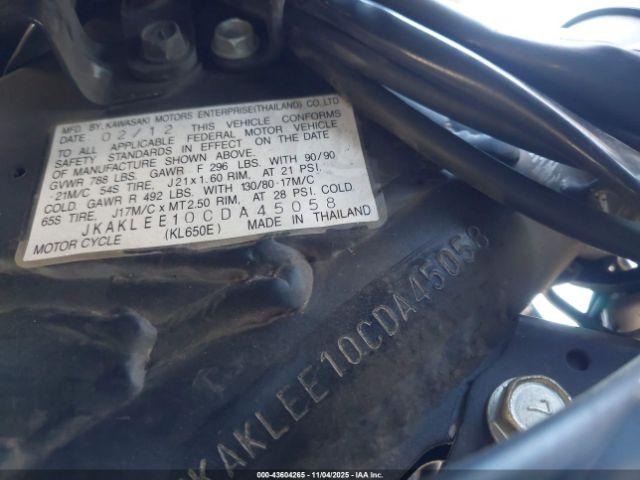 MFD. BY. KAWASAKI MOTORS ENTERPRISE(THAILAND) CO.,LTD
DATE 02/12 THIS VEHICLE CONFORMS
TO ALL APPLICABLE FEDERAL MOTOR VEHICLE
SAFETY STANDARDS IN EFFECT ON THE DATE
OF MANUFACTURE SHOWN ABOVE.
GVWR 788 LBS. GAWR F 296 LBS. WITH 90/90
-21M/C 54S TIRE, J21 x 1.60 RIM, AT 21 PSI.
COLD. GAWR R 492 LBS. WITH 130/80-17M/C
65S TIRE, J17M/C x MT2.50 RIM, AT 28 PSI. COLD.
JKAKLEE10CDA45058
MOTOR CYCLE (KL650E) MADE IN THAILAND
JKAKLEE10CDA45058
000-43604265 - 11/04/2025 - IAA Inc.